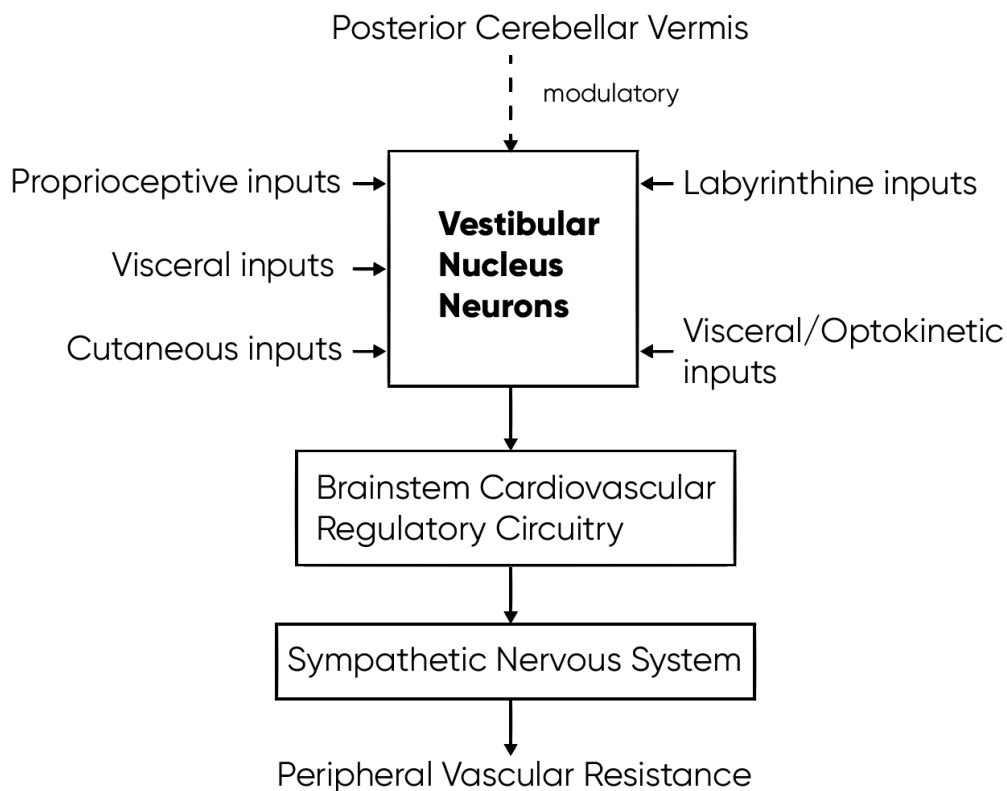 Posterior Cerebellar Vermis
modulatory
Proprioceptive inputs
Labyrinthine inputs
Vestibular
Nucleus
Neurons
Visceral inputs
Cutaneous inputs
Visceral/Optokinetic
inputs
Brainstem Cardiovascular
Regulatory Circuitry
Sympathetic Nervous System
Peripheral Vascular Resistance